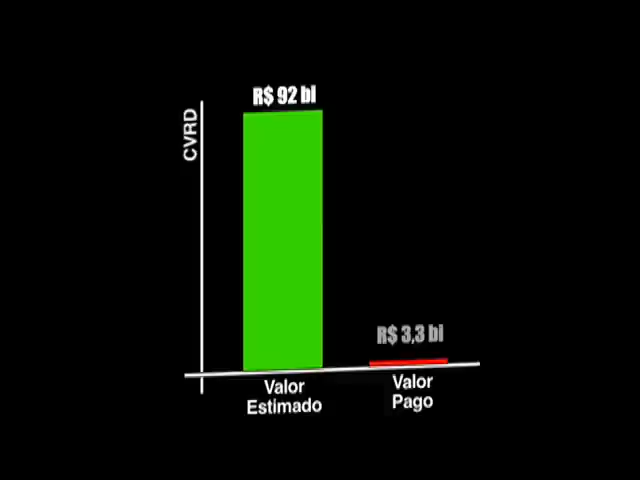 R$ 92 bi
CVRD
R$ 3,3 bi
Valor
Estimado
Valor
Pago